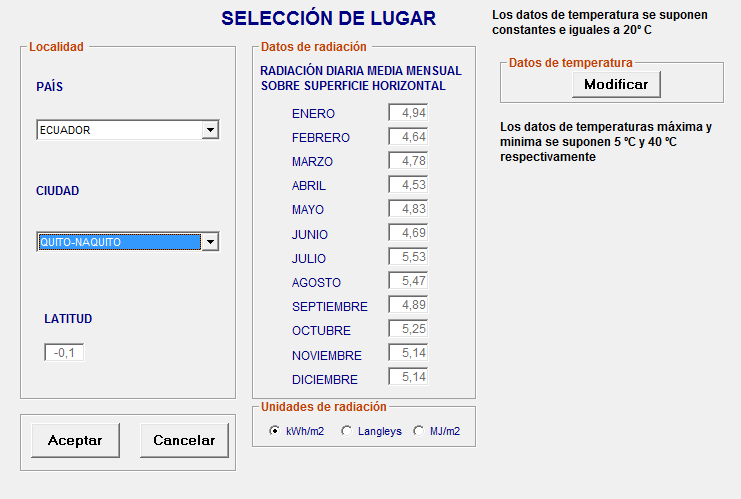 SELECCIÓN DE LUGAR
Localidad
PAÍS
ECUADOR
CIUDAD
QUITO-NAQUITO
LATITUD
-0,1
Aceptar
Cancelar
Datos de radiación
RADIACIÓN DIARIA MEDIA MENSUAL
SOBRE SUPERFICIE HORIZONTAL
ENERO 4,94
FEBRERO 4,64
MARZO 4,78
ABRIL 4,53
MAYO 4,83
JUNIO 4,69
JULIO 5,53
AGOSTO 5,47
SEPTIEMBRE 4,89
OCTUBRE 5,25
NOVIEMBRE 5,14
DICIEMBRE 5,14
Unidades de radiación
kWh/m2 Langleys MJ/m2
Los datos de temperatura se suponen
constantes e iguales a 20º C
Datos de temperatura
Modificar
Los datos de temperaturas máxima y
minima se suponen 5 ºC y 40 ºC
respectivamente